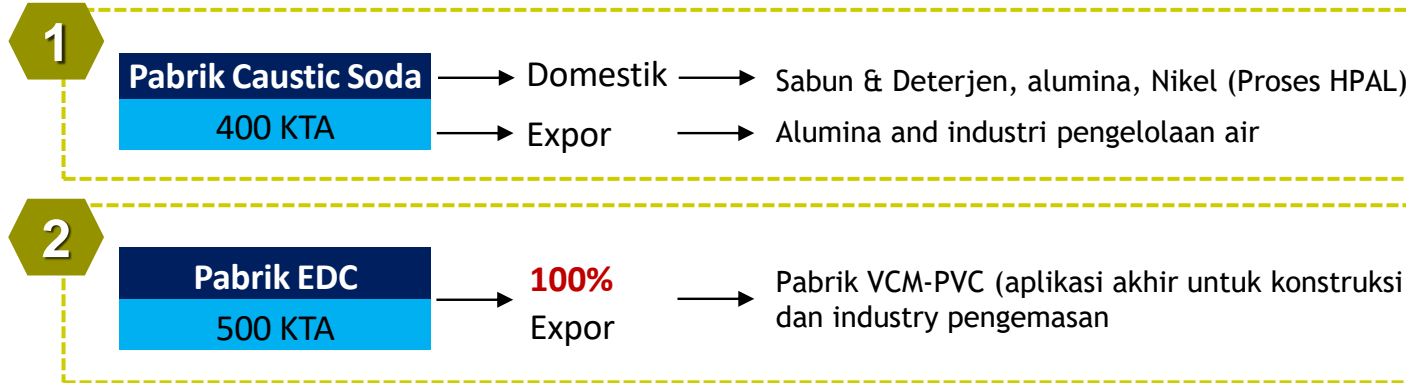 1
Pabrik Caustic Soda
400 KTA
Domestik
Sabun & Deterjen, alumina, Nikel (Proses HPAL)
Expor
Alumina and industri pengelolaan air
2
Pabrik EDC
500 KTA
100%
Expor
Pabrik VCM-PVC (aplikasi akhir untuk konstruksi
dan industry pengemasan